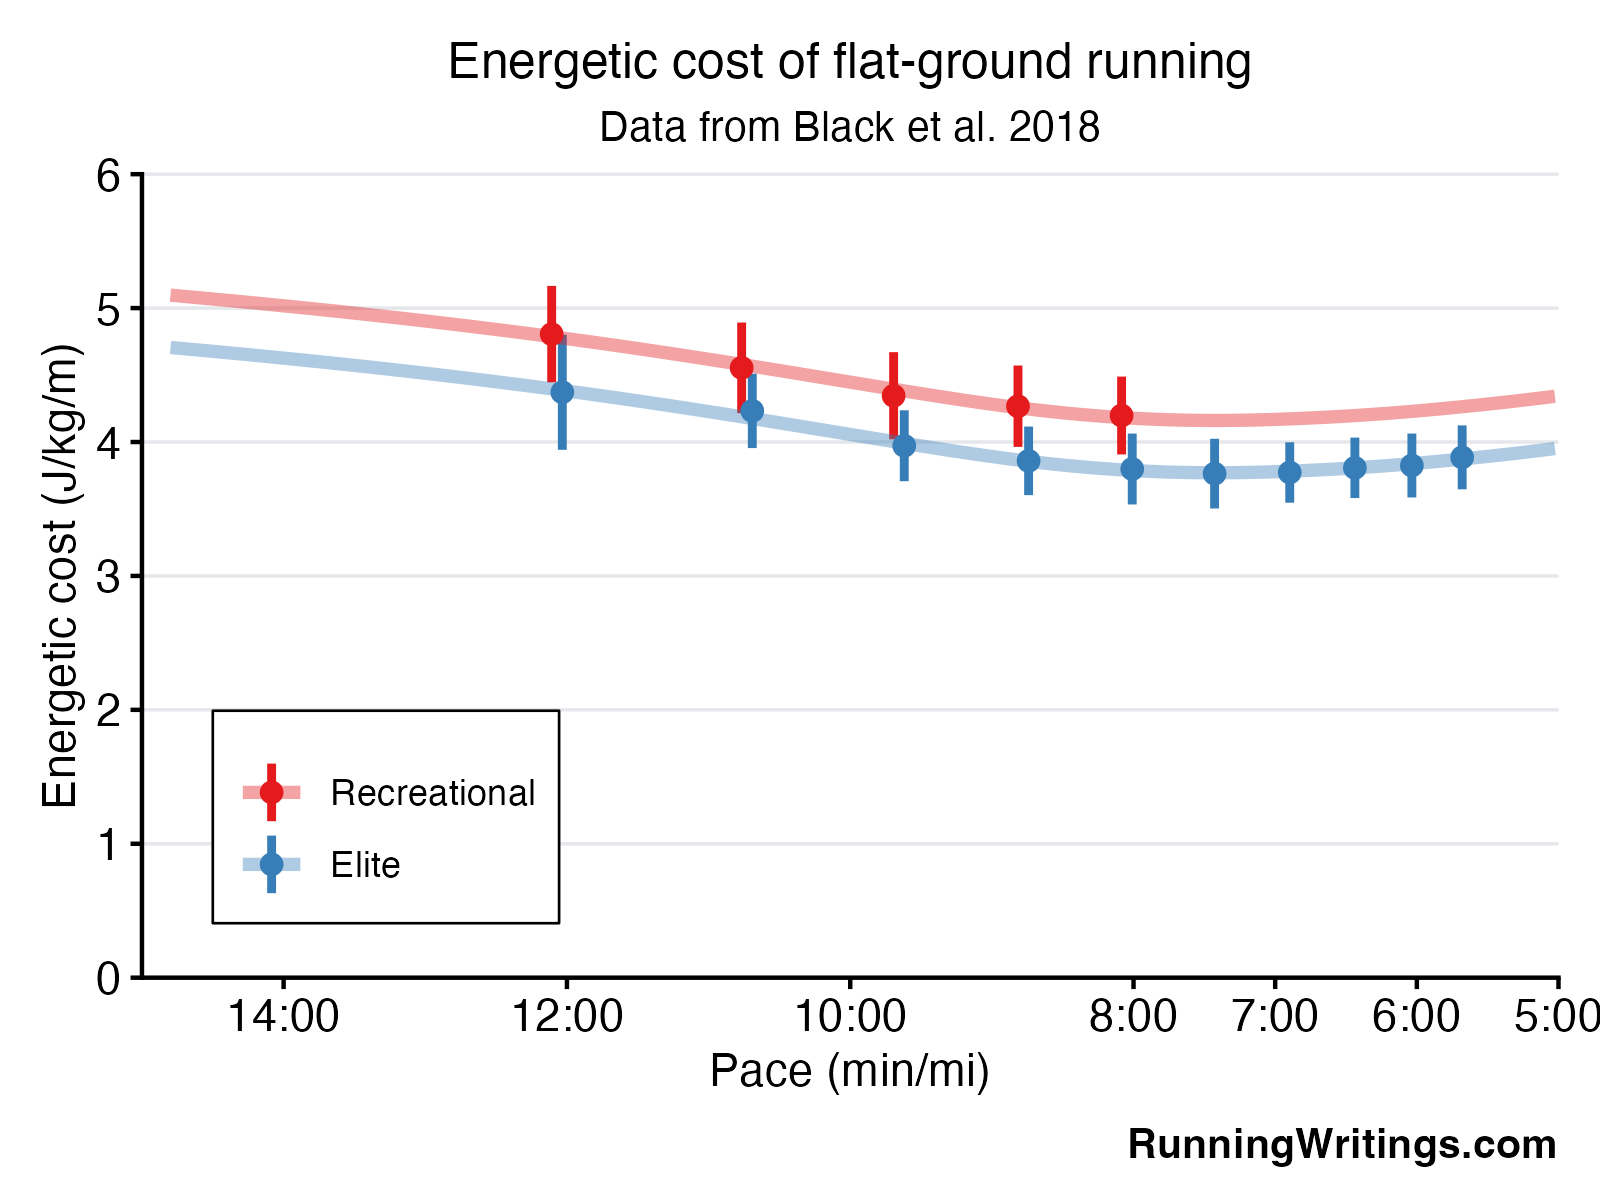 Energetic cost of flat-ground running
Data from Black et al. 2018
Energetic cost (J/kg/m)
6
5
4
3
2
1
0
Recreational
Elite
14:00 12:00 10:00 8:00 7:00 6:00 5:00
Pace (min/mi)
RunningWritings.com